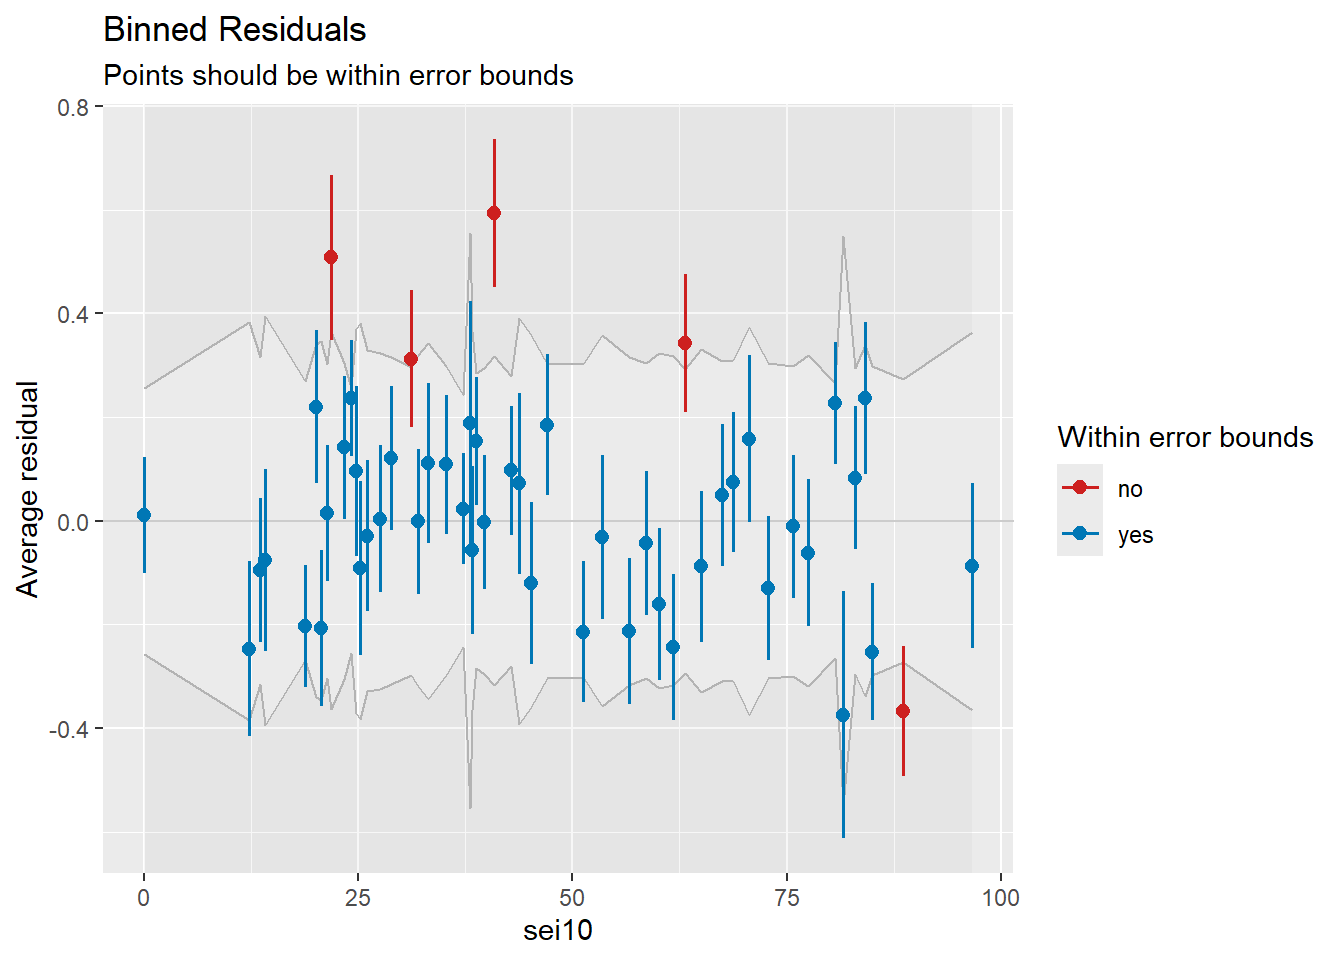 Binned Residuals
Points should be within error bounds
0.8
0.4
0.0
-0.4
Average residual
0
25
50
75
100
sei10
Within error bounds
no
yes